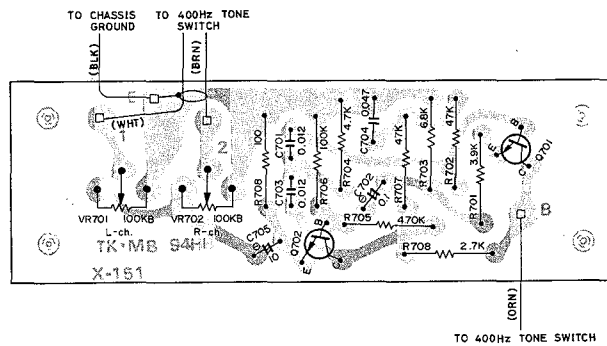 TO CHASSIS GROUND
TO 400Hz TONE SWITCH
(BLK)
(BRN)
(WHT)
E
1
2
100
C701
0.012
C703
0.012
100K
4.7K
C704
0.047
47K
6.8K
47K
3.9K
B
E
C
Q701
R708
R706
R704
C702
0.1
R707
R703
R702
R701
VR701
100KB
VR702
100KB
L-ch.
R-ch.
C705
10
Q702
B
E
C
R705
470K
R708
2.7K
B
TK·MB 94H
X-151
(ORN)
TO 400Hz TONE SWITCH